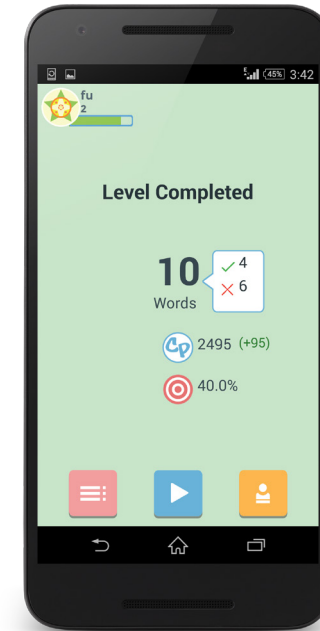 E 45% 3:42
fu
2
Level Completed
10
Words
4
6
CP 2495 (+95)
40.0%